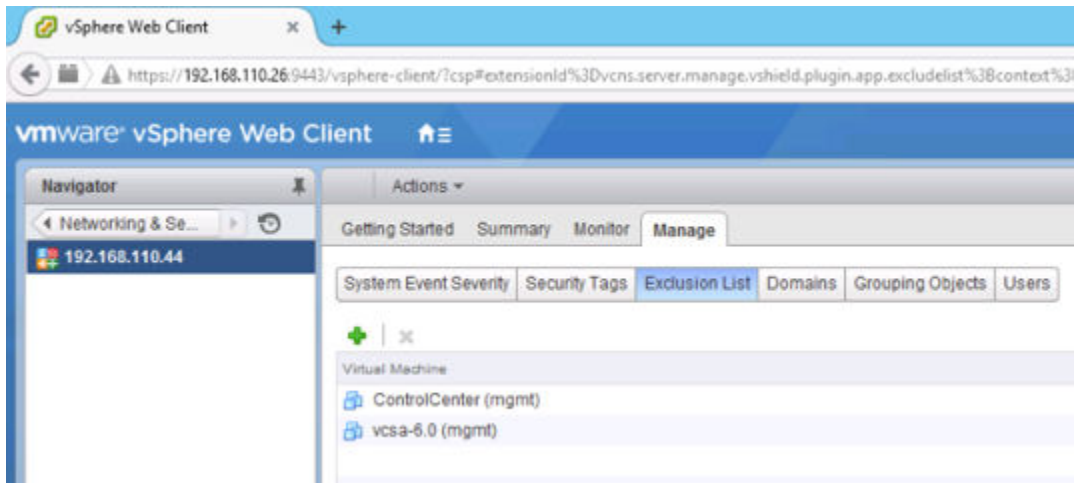 vSphere Web Client × +
https://192.168.110.26:9443/vsphere-client/?csp#extensionId%3Dvcns.server.manage.vshield.plugin.app.excludelist%3Bcontext%3
vmware® vSphere Web Client
Navigator
Actions
Networking & Se...
Getting Started Summary Monitor Manage
192.168.110.44
System Event Severity Security Tags Exclusion List Domains Grouping Objects Users
Virtual Machine
ControlCenter (mgmt)
vcsa-6.0 (mgmt)